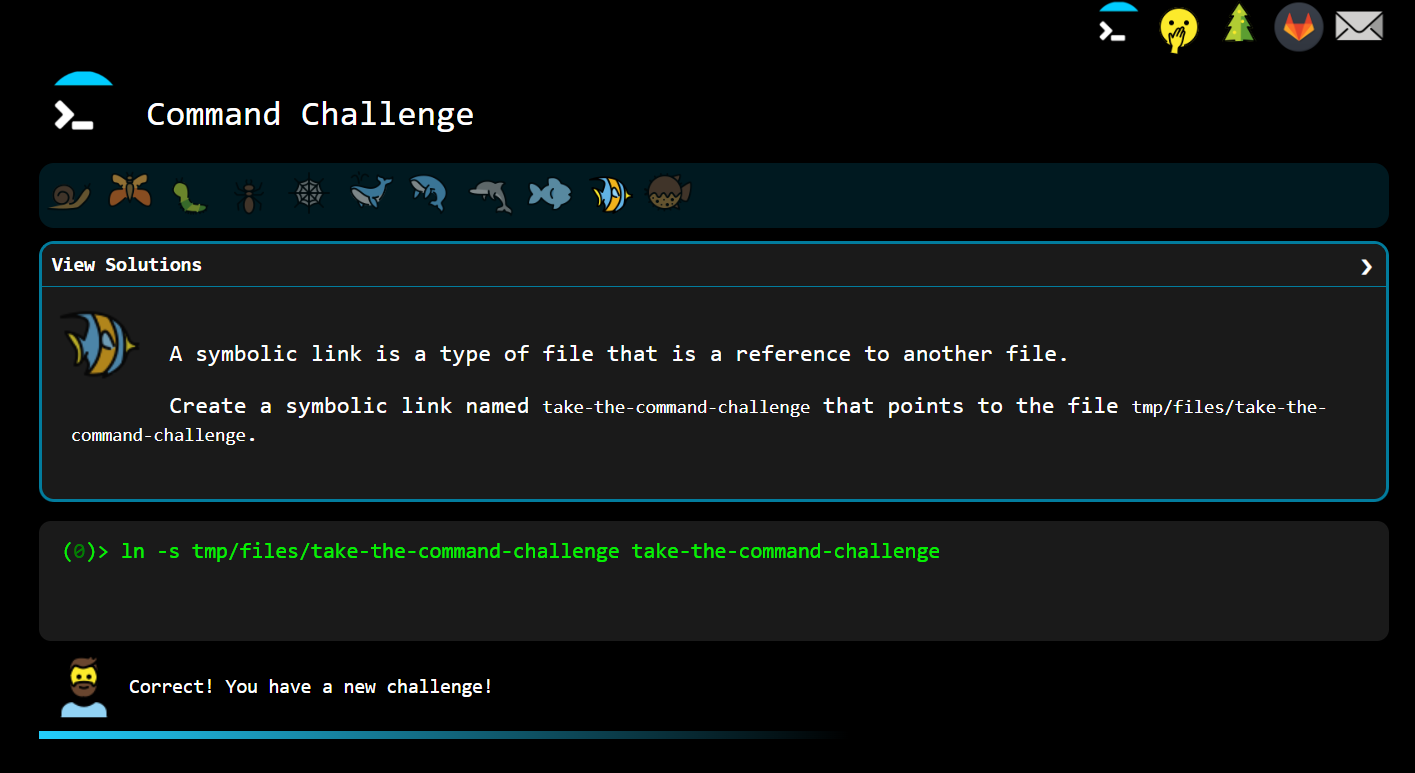 Command Challenge
View Solutions
A symbolic link is a type of file that is a reference to another file.
Create a symbolic link named take-the-command-challenge that points to the file tmp/files/take-the-
command-challenge.
(0)> ln -s tmp/files/take-the-command-challenge take-the-command-challenge
Correct! You have a new challenge!